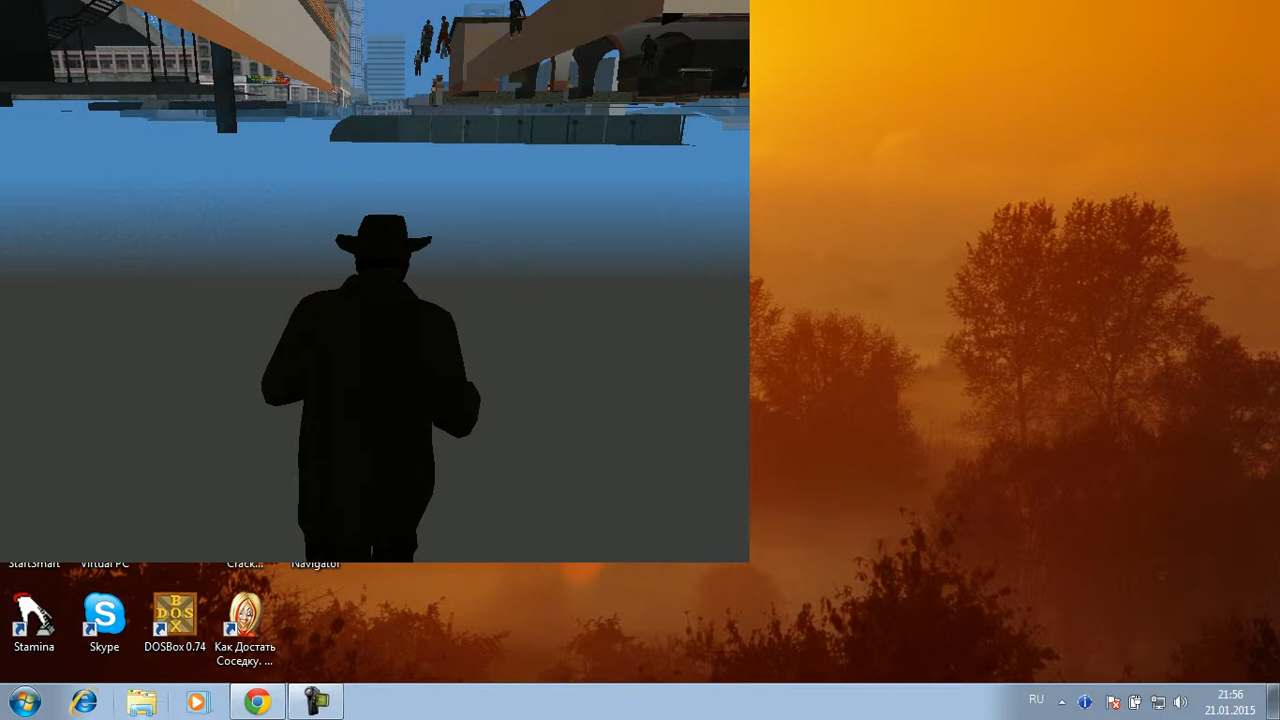 StartSmart
Virtual PC
Crack...
Navigator
Stamina
Skype
DOSBox 0.74
Как Достать
Соседку. ...
RU
21:56
21.01.2015